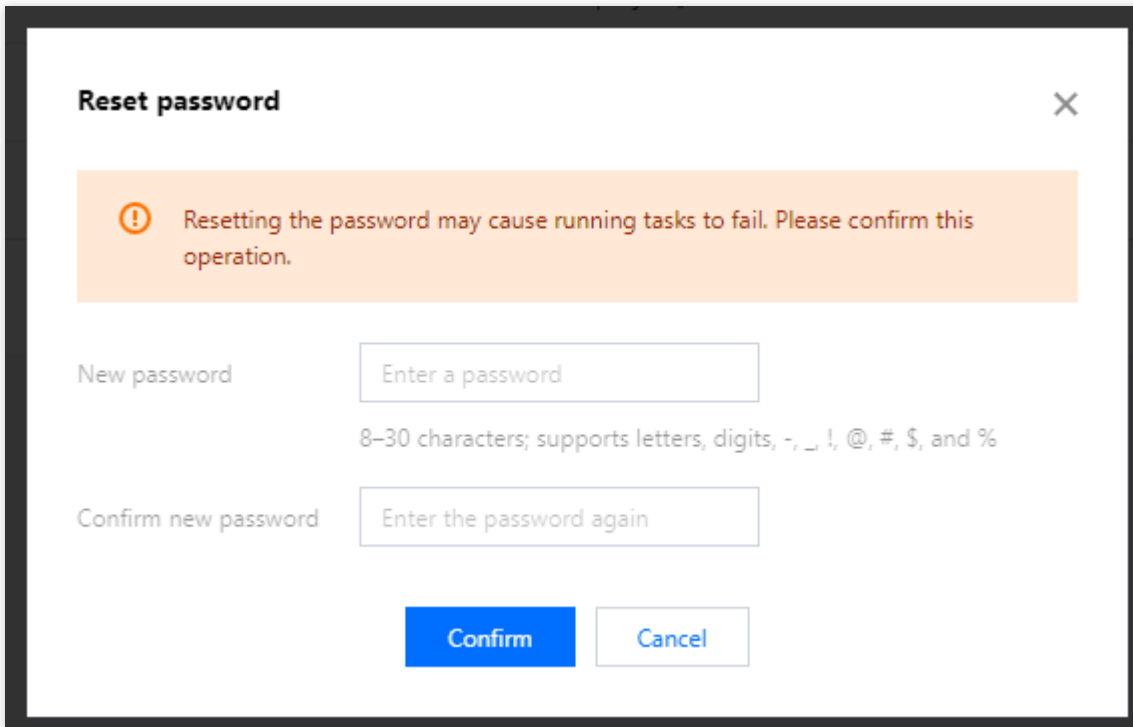 Reset password
Resetting the password may cause running tasks to fail. Please confirm this
operation.
New password
Enter a password
8–30 characters; supports letters, digits, -, _, !, @, #, $, and %
Confirm new password
Enter the password again
Confirm
Cancel